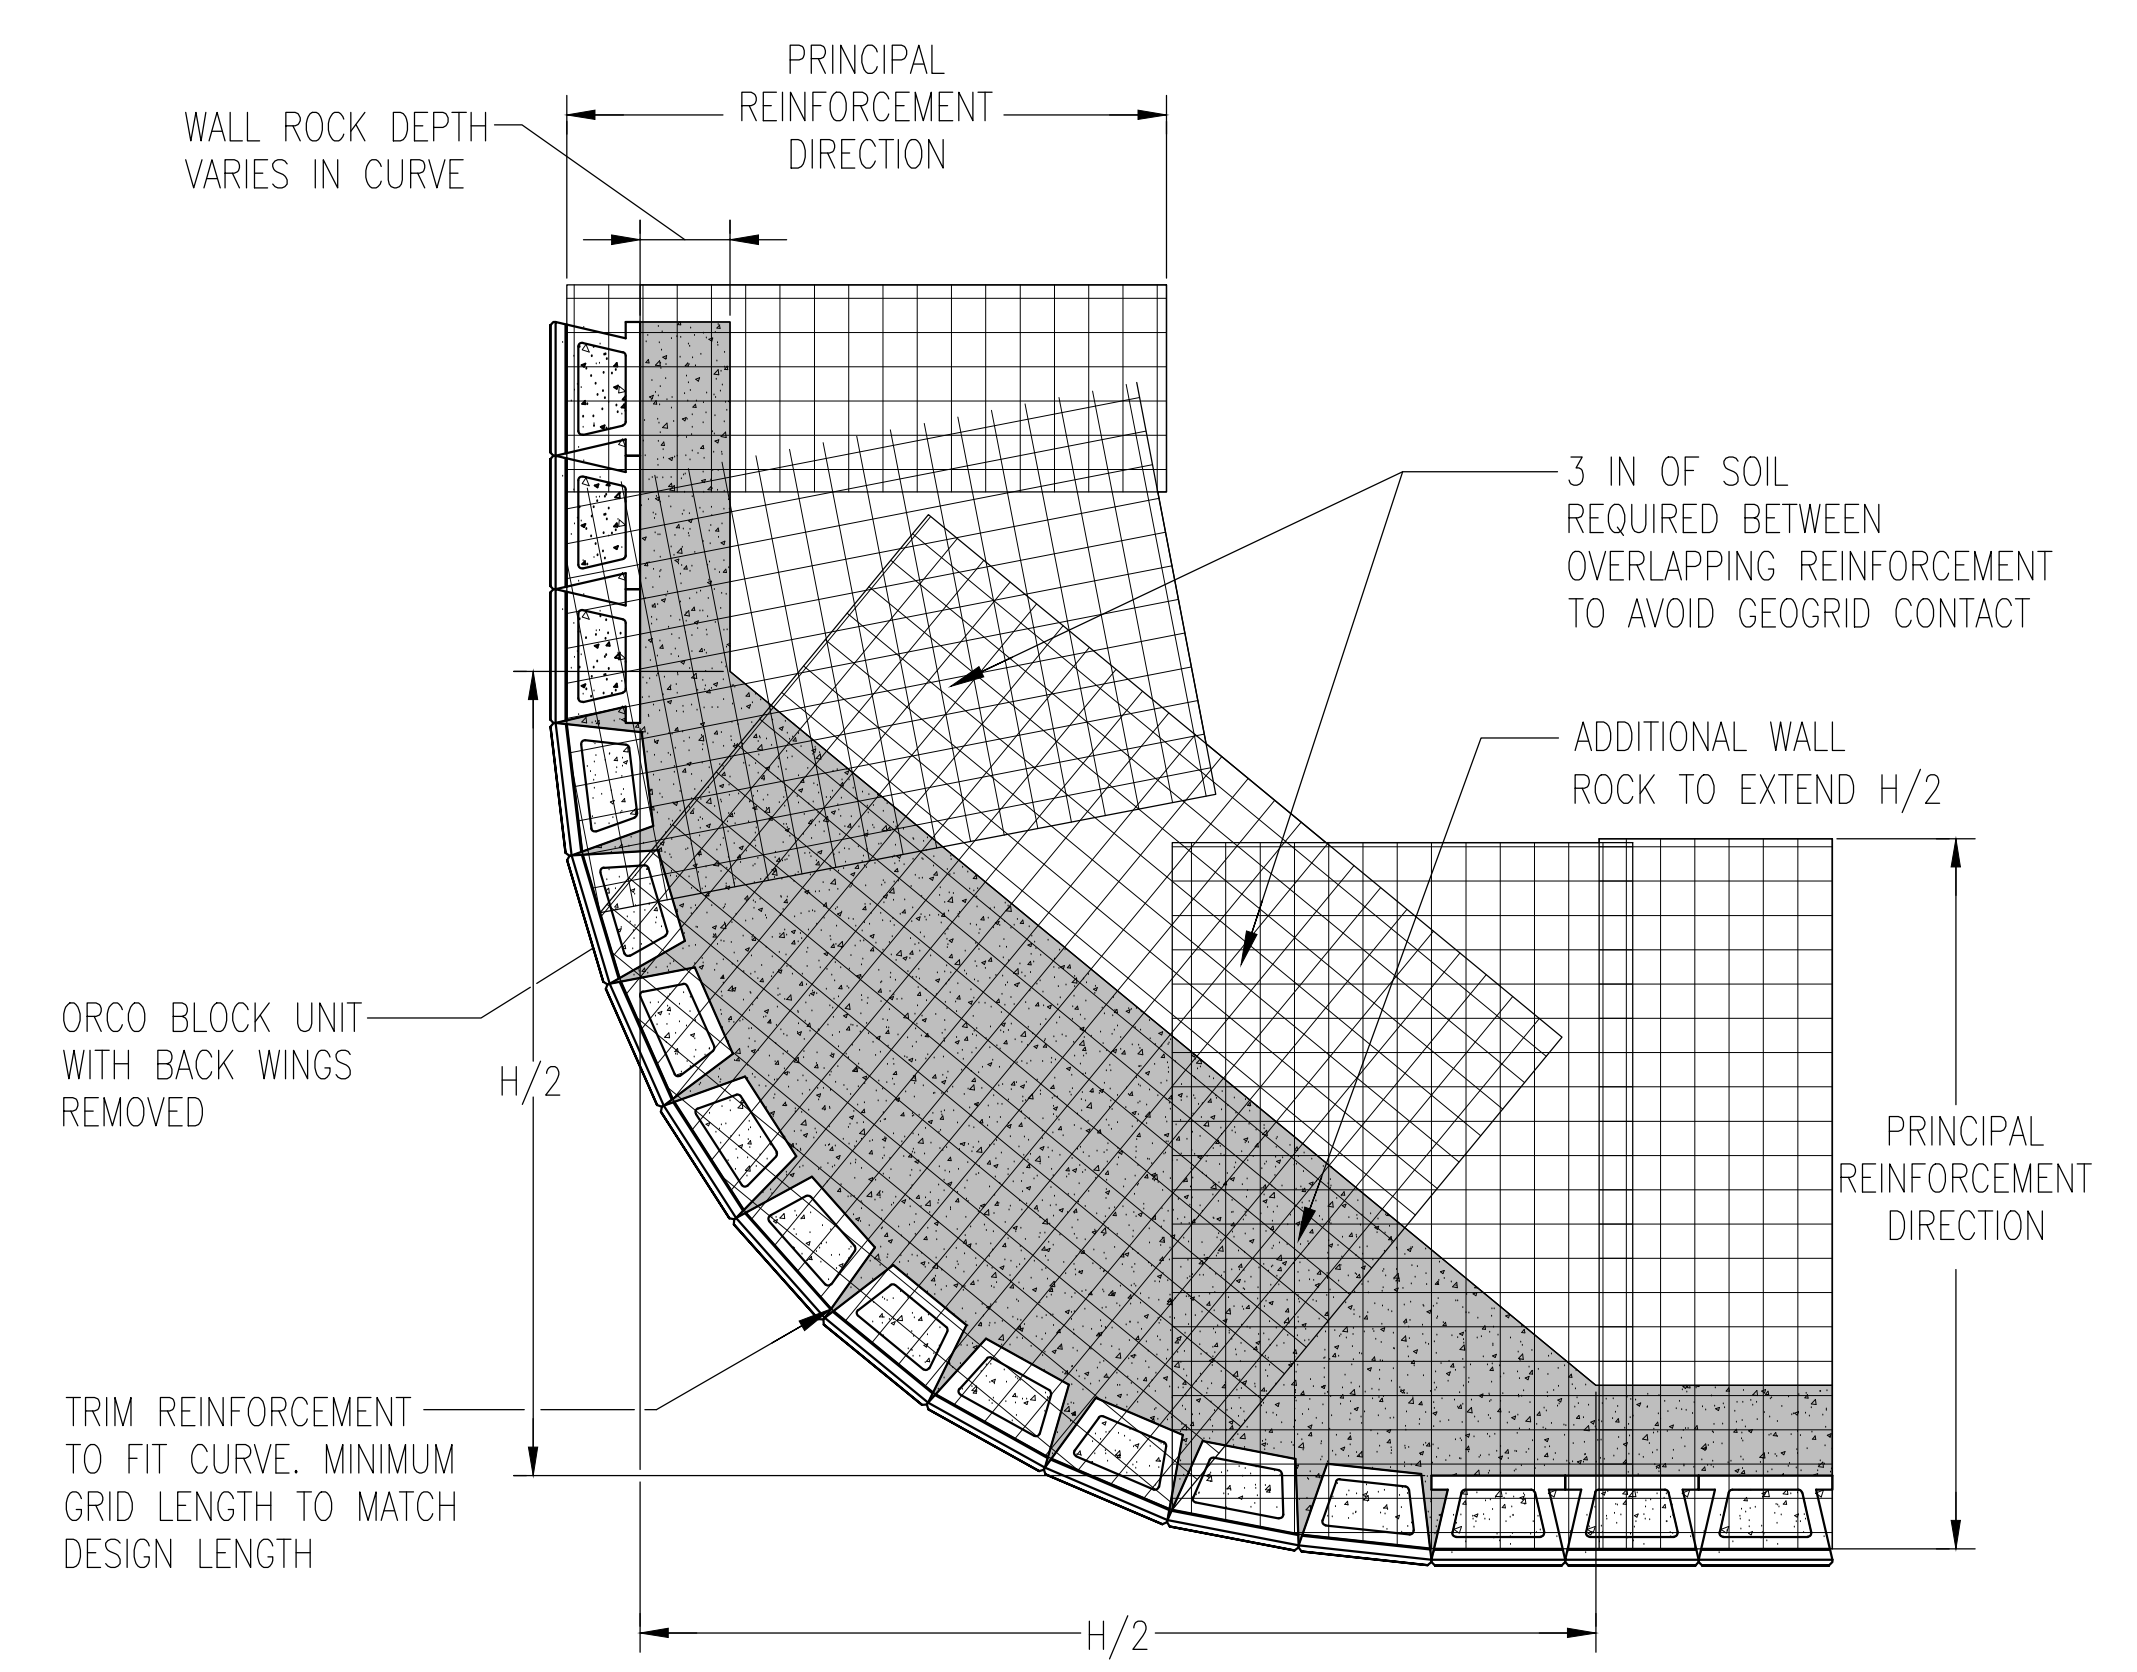 PRINCIPAL
REINFORCEMENT
DIRECTION
WALL ROCK DEPTH
VARIES IN CURVE
3 IN OF SOIL
REQUIRED BETWEEN
OVERLAPPING REINFORCEMENT
TO AVOID GEOGRID CONTACT
ADDITIONAL WALL
ROCK TO EXTEND H/2
ORCO BLOCK UNIT
WITH BACK WINGS
REMOVED
H/2
PRINCIPAL
REINFORCEMENT
DIRECTION
TRIM REINFORCEMENT
TO FIT CURVE. MINIMUM
GRID LENGTH TO MATCH
DESIGN LENGTH
H/2